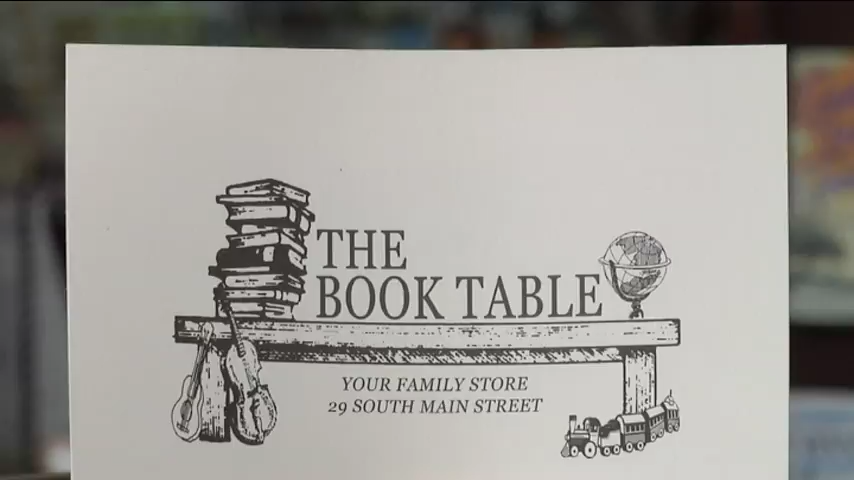 THE
BOOK TABLE
YOUR FAMILY STORE
29 SOUTH MAIN STREET